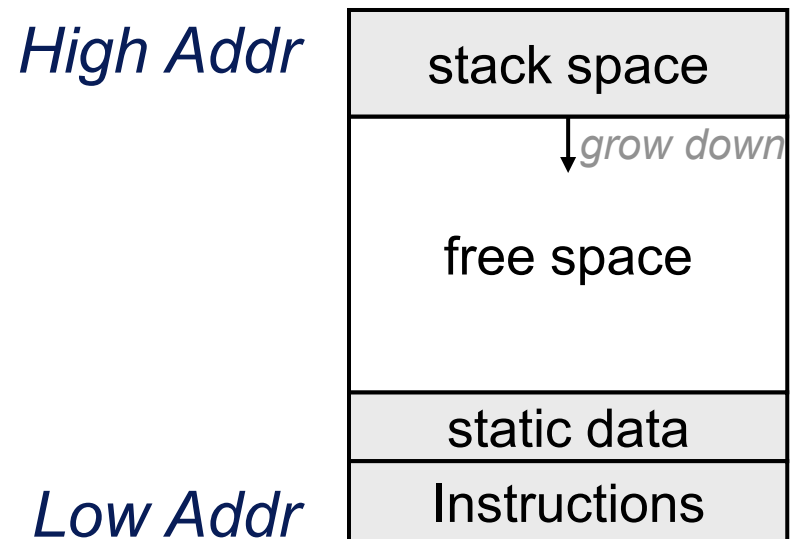 High Addr
stack space
grow down
free space
static data
Instructions
Low Addr